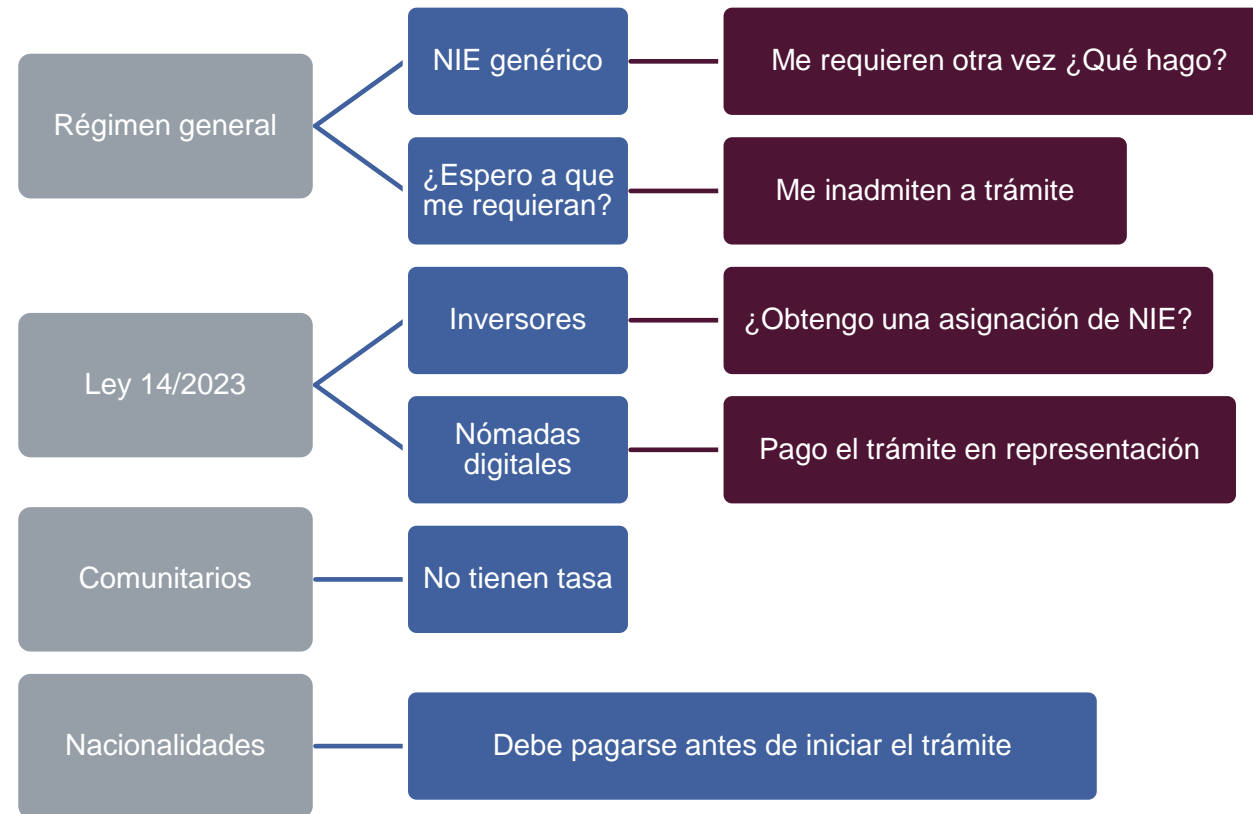 Régimen general
NIE genérico
Me requieren otra vez ¿Qué hago?
¿Espero a que
me requieran?
Me inadmiten a trámite
Ley 14/2023
Inversores
¿Obtengo una asignación de NIE?
Nómadas
digitales
Pago el trámite en representación
Comunitarios
No tienen tasa
Nacionalidades
Debe pagarse antes de iniciar el trámite